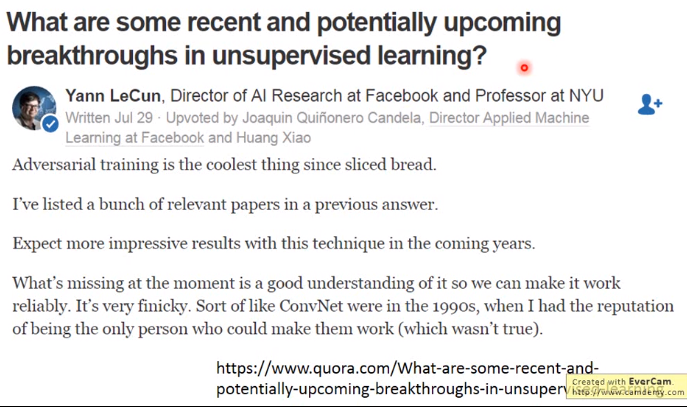 What are some recent and potentially upcoming
breakthroughs in unsupervised learning?
Yann LeCun, Director of AI Research at Facebook and Professor at NYU
Written Jul 29 · Upvoted by Joaquin Quiñonero Candela, Director Applied Machine
Learning at Facebook and Huang Xiao
Adversarial training is the coolest thing since sliced bread.
I've listed a bunch of relevant papers in a previous answer.
Expect more impressive results with this technique in the coming years.
What's missing at the moment is a good understanding of it so we can make it work
reliably. It's very finicky. Sort of like ConvNet were in the 1990s, when I had the reputation
of being the only person who could make them work (which wasn't true).
https://www.quora.com/What-are-some-recent-and-
potentially-upcoming-breakthroughs-in-unsupervised-learning
Created with EverCam.
http://www.camdemy.com